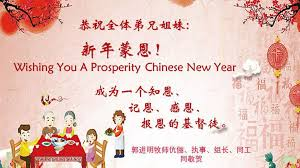 恭祝全体弟兄姐妹：
新年蒙恩！
Wishing You A Prosperity Chinese New Year
成为一个知恩、
记恩、感恩、
报恩的基督徒。
郭进明牧师伉俪、执事、组长、同工
同敬贺